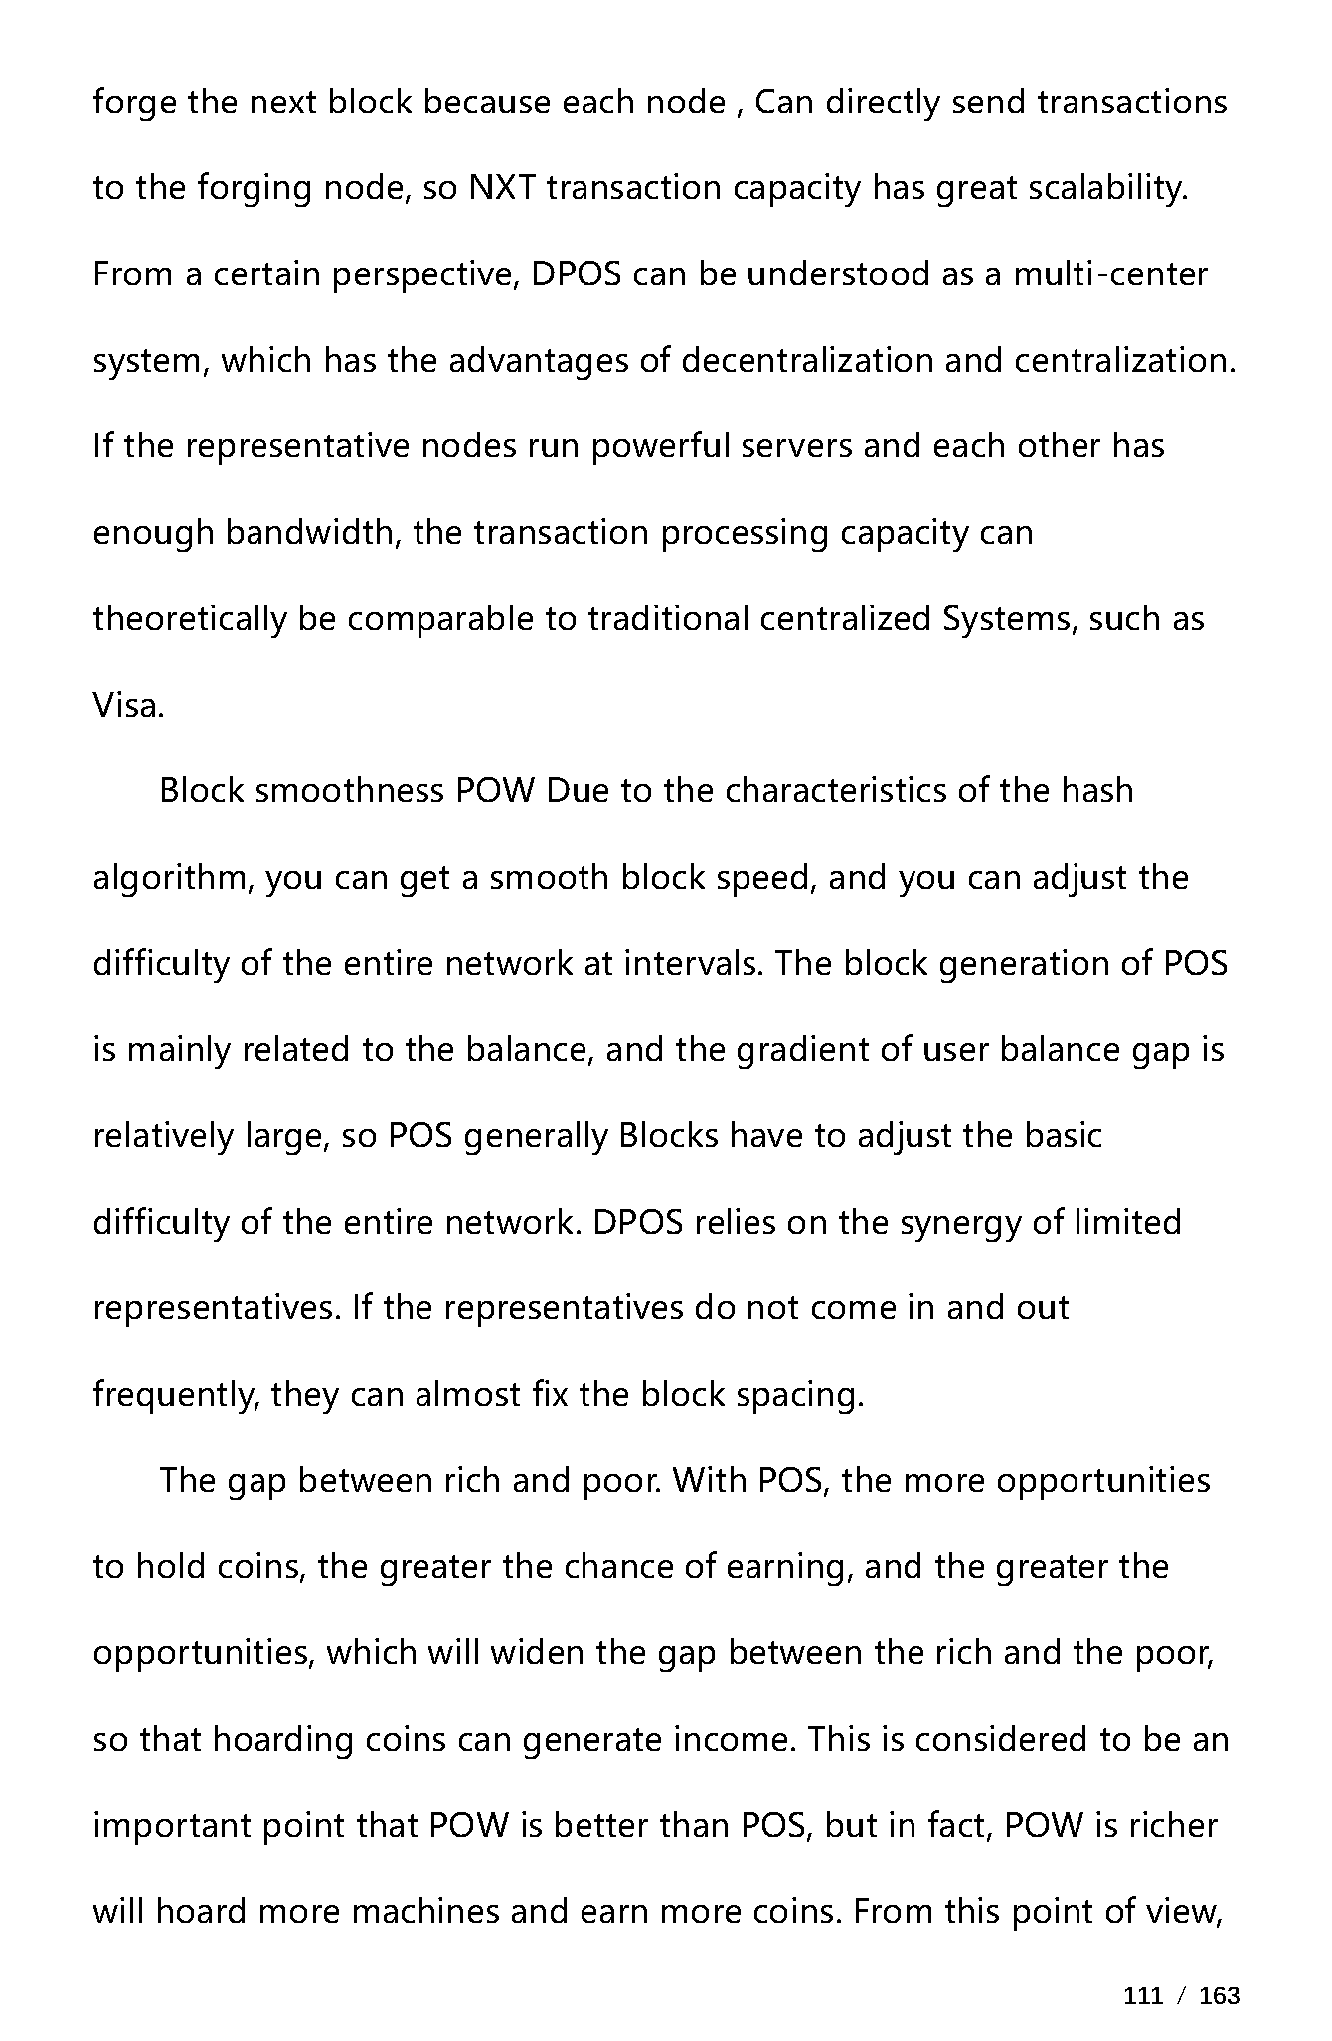 forge the next block because each node , Can directly send transactions
to the forging node, so NXT transaction capacity has great scalability.
From a certain perspective, DPOS can be understood as a multi-center
system, which has the advantages of decentralization and centralization.
If the representative nodes run powerful servers and each other has
enough bandwidth, the transaction processing capacity can
theoretically be comparable to traditional centralized Systems, such as
Visa.
Block smoothness POW Due to the characteristics of the hash
algorithm, you can get a smooth block speed, and you can adjust the
difficulty of the entire network at intervals. The block generation of POS
is mainly related to the balance, and the gradient of user balance gap is
relatively large, so POS generally Blocks have to adjust the basic
difficulty of the entire network. DPOS relies on the synergy of limited
representatives. If the representatives do not come in and out
frequently, they can almost fix the block spacing.
The gap between rich and poor. With POS, the more opportunities
to hold coins, the greater the chance of earning, and the greater the
opportunities, which will widen the gap between the rich and the poor,
so that hoarding coins can generate income. This is considered to be an
important point that POW is better than POS, but in fact, POW is richer
will hoard more machines and earn more coins. From this point of view,
111 / 163